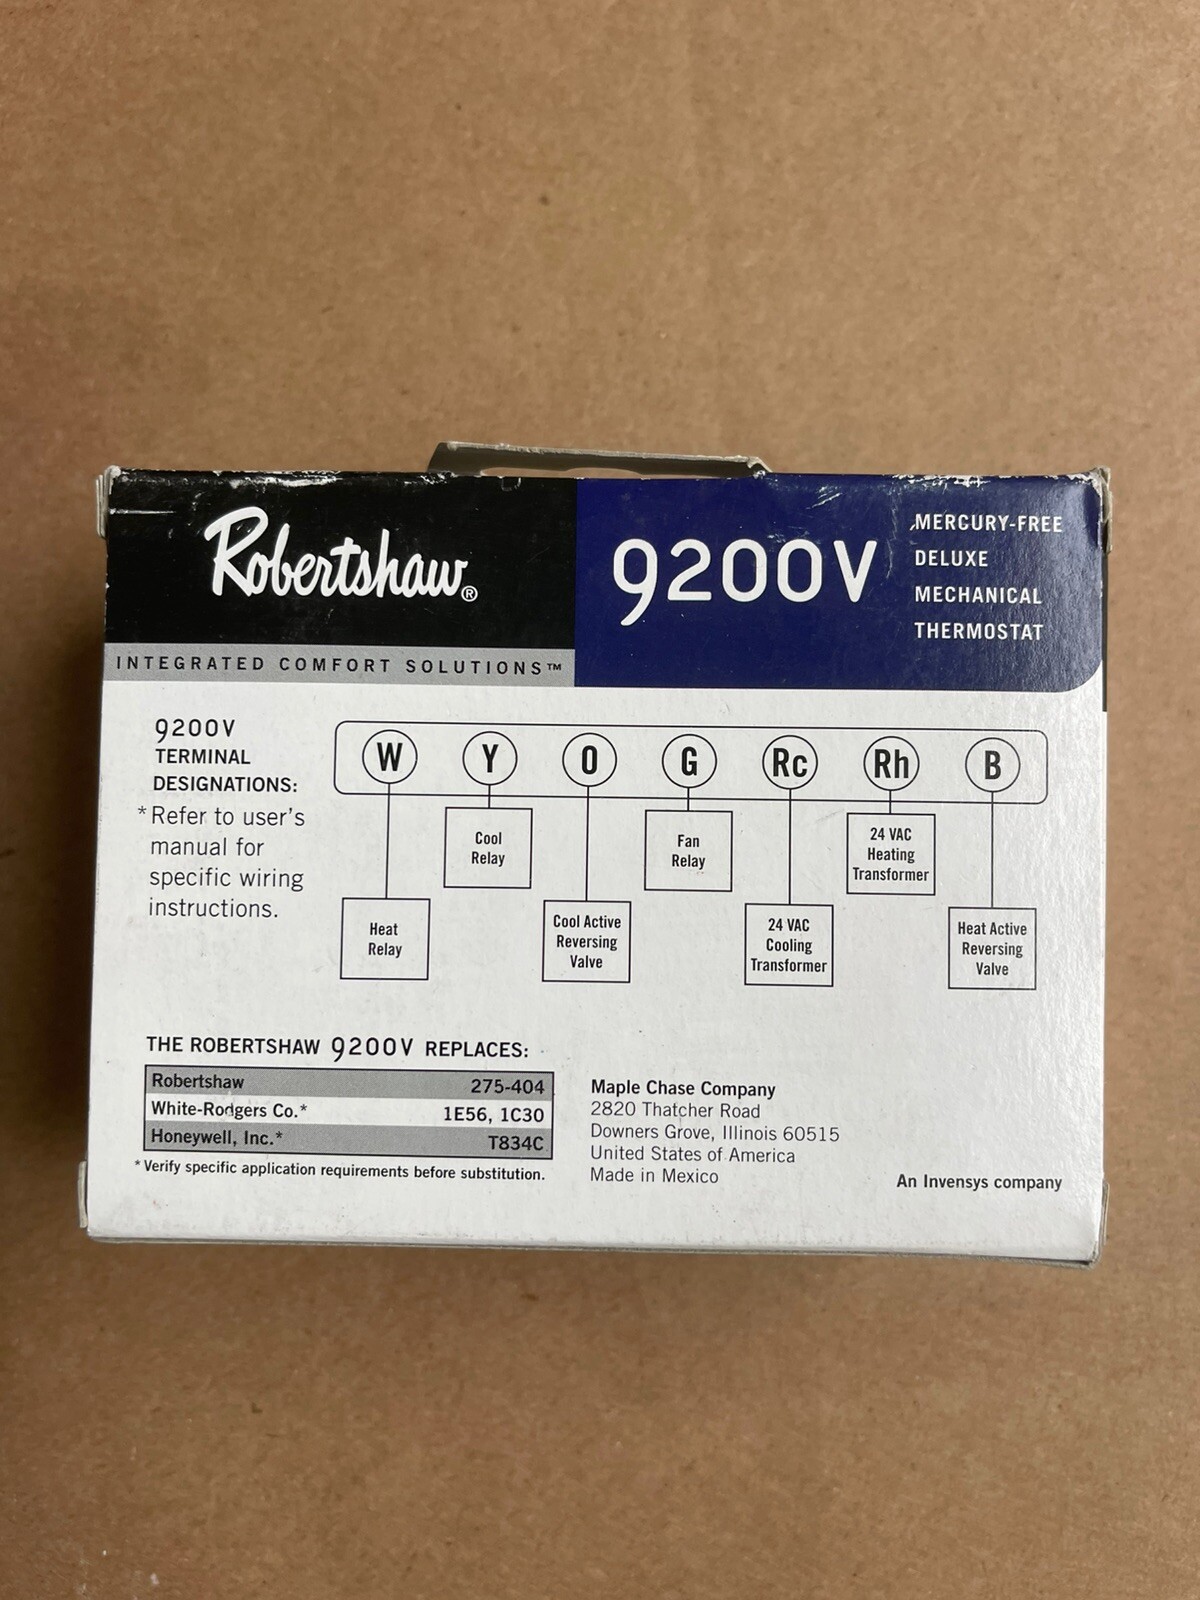 Robertshaw®
INTEGRATED COMFORT SOLUTIONS™
9200V
MERCURY-FREE
DELUXE
MECHANICAL
THERMOSTAT
9200V
TERMINAL
DESIGNATIONS:
*Refer to user's
manual for
specific wiring
instructions.
W Y O G Rc Rh B
Heat
Relay
Cool
Relay
Cool Active
Reversing
Valve
Fan
Relay
24 VAC
Cooling
Transformer
24 VAC
Heating
Transformer
Heat Active
Reversing
Valve
THE ROBERTSHAW 9200V REPLACES:
Robertshaw 275-404
White-Rodgers Co.* 1E56, 1C30
Honeywell, Inc.* T834C
*Verify specific application requirements before substitution.
Maple Chase Company
2820 Thatcher Road
Downers Grove, Illinois 60515
United States of America
Made in Mexico
An Invensys company